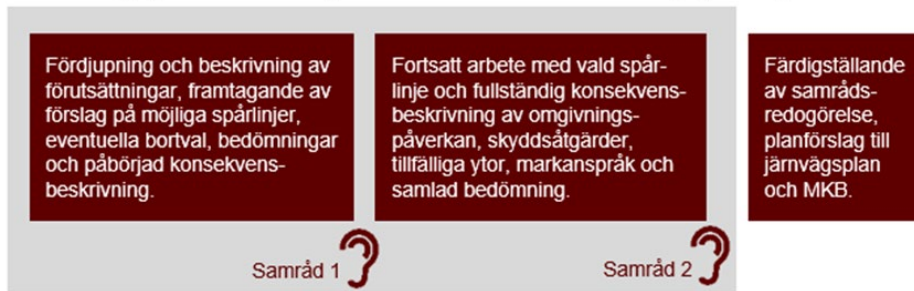 Fördjupning och beskrivning av
förutsättningar, framtagande av
förslag på möjliga spårlinjer,
eventuella bortval, bedömningar
och påbörjad konsekvens-
beskrivning.
Samråd 1
Fortsatt arbete med vald spår-
linje och fullständig konsekvens-
beskrivning av omgivnings-
påverkan, skyddsåtgärder,
tillfälliga ytor, markanspråk och
samlad bedömning.
Samråd 2
Färdigställande
av samråds-
redogörelse,
planförslag till
järnvägsplan
och MKB.